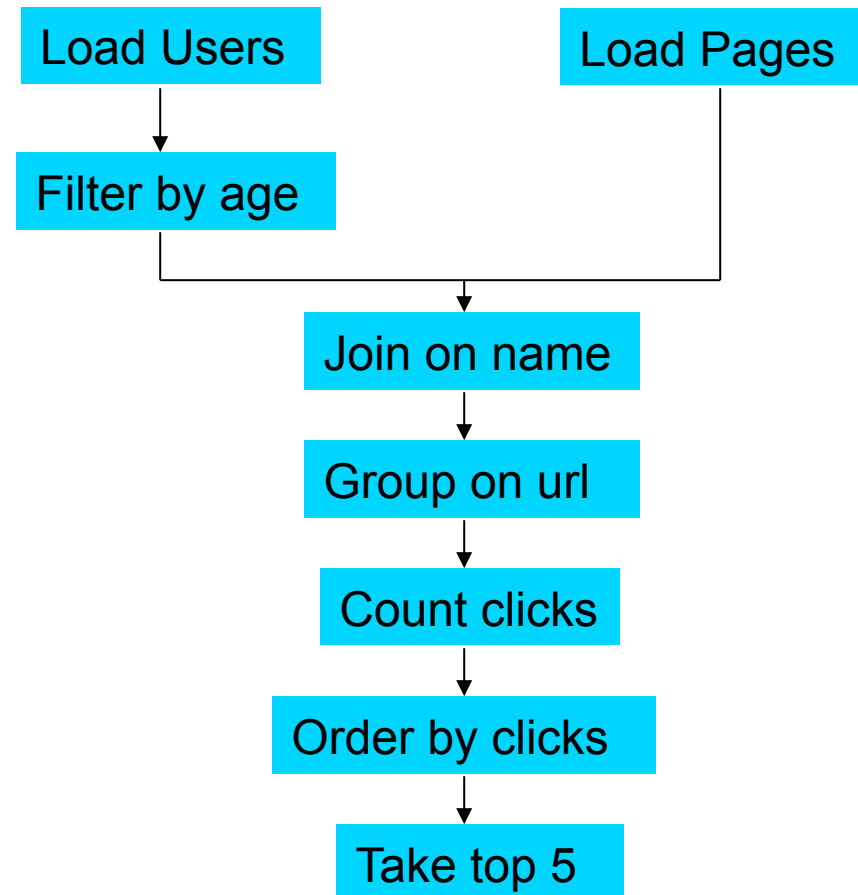 Load Users
Load Pages
Filter by age
Join on name
Group on url
Count clicks
Order by clicks
Take top 5